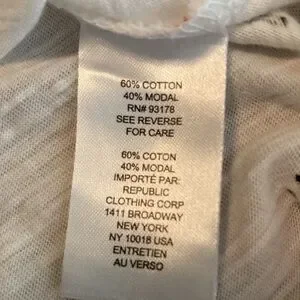 60% COTTON
40% MODAL
RN# 93178
SEE REVERSE
FOR CARE
60% COTON
40% MODAL
IMPORTÉ PAR:
REPUBLIC
CLOTHING CORP
1411 BROADWAY
NEW YORK
NY 10018 USA
ENTRETIEN
AU VERSO